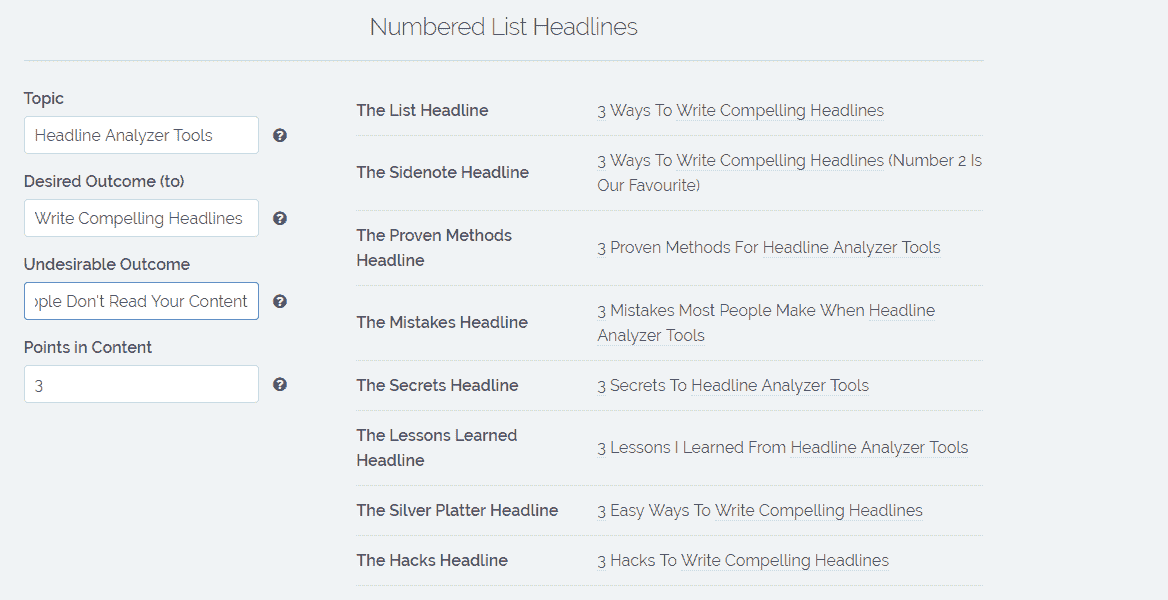 Numbered List Headlines
Topic
Headline Analyzer Tools
Desired Outcome (to)
Write Compelling Headlines
Undesirable Outcome
Don't Read Your Content
Points in Content
3
The List Headline
3 Ways To Write Compelling Headlines
The Sidenote Headline
3 Ways To Write Compelling Headlines (Number 2 Is
Our Favourite)
The Proven Methods
Headline
3 Proven Methods For Headline Analyzer Tools
The Mistakes Headline
3 Mistakes Most People Make When Headline
Analyzer Tools
The Secrets Headline
3 Secrets To Headline Analyzer Tools
The Lessons Learned
Headline
3 Lessons I Learned From Headline Analyzer Tools
The Silver Platter Headline
3 Easy Ways To Write Compelling Headlines
The Hacks Headline
3 Hacks To Write Compelling Headlines